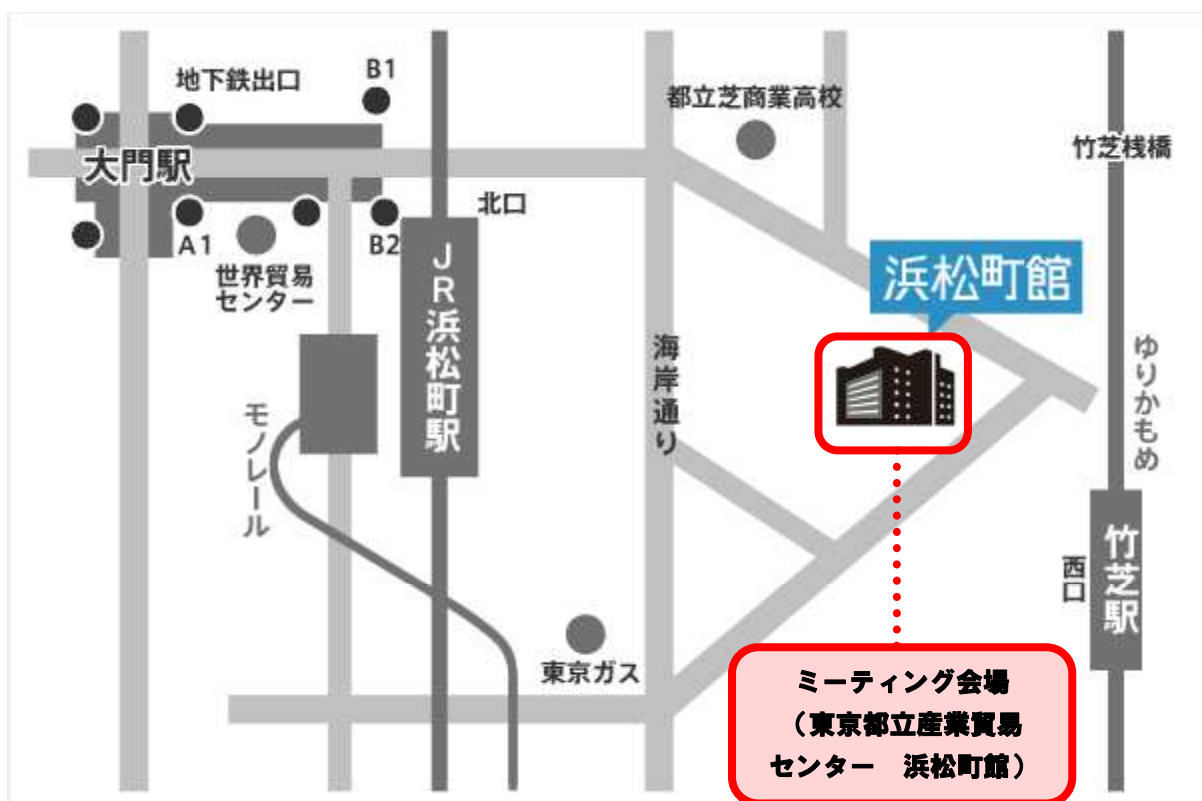 地下鉄出口
B1
都立芝商業高校
竹芝桟橋
大門駅
北口
A1
B2
世界貿易
センター
浜松町館
JR浜松町駅
海岸通り
ゆりかもめ
モノレール
西口
竹芝駅
東京ガス
ミーティング会場
（東京都立産業貿易
センター　浜松町館）